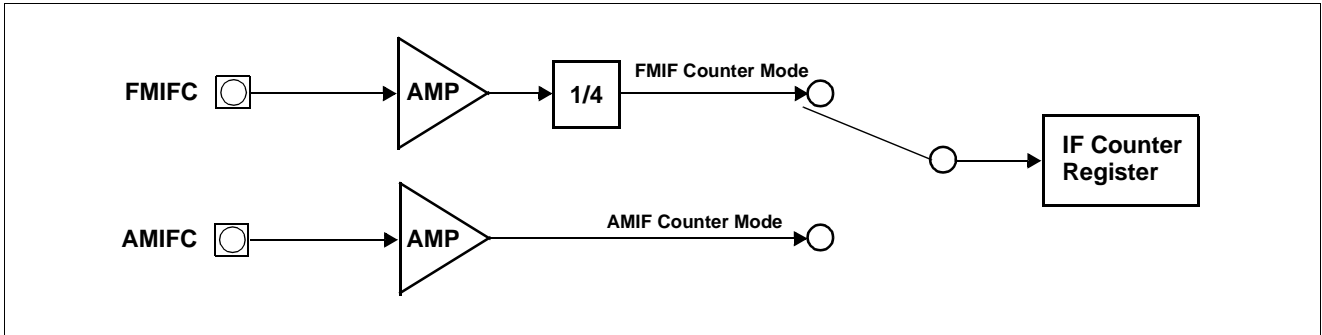 FMIFC
AMP
1/4
FMIF Counter Mode
IF Counter
Register
AMIFC
AMP
AMIF Counter Mode